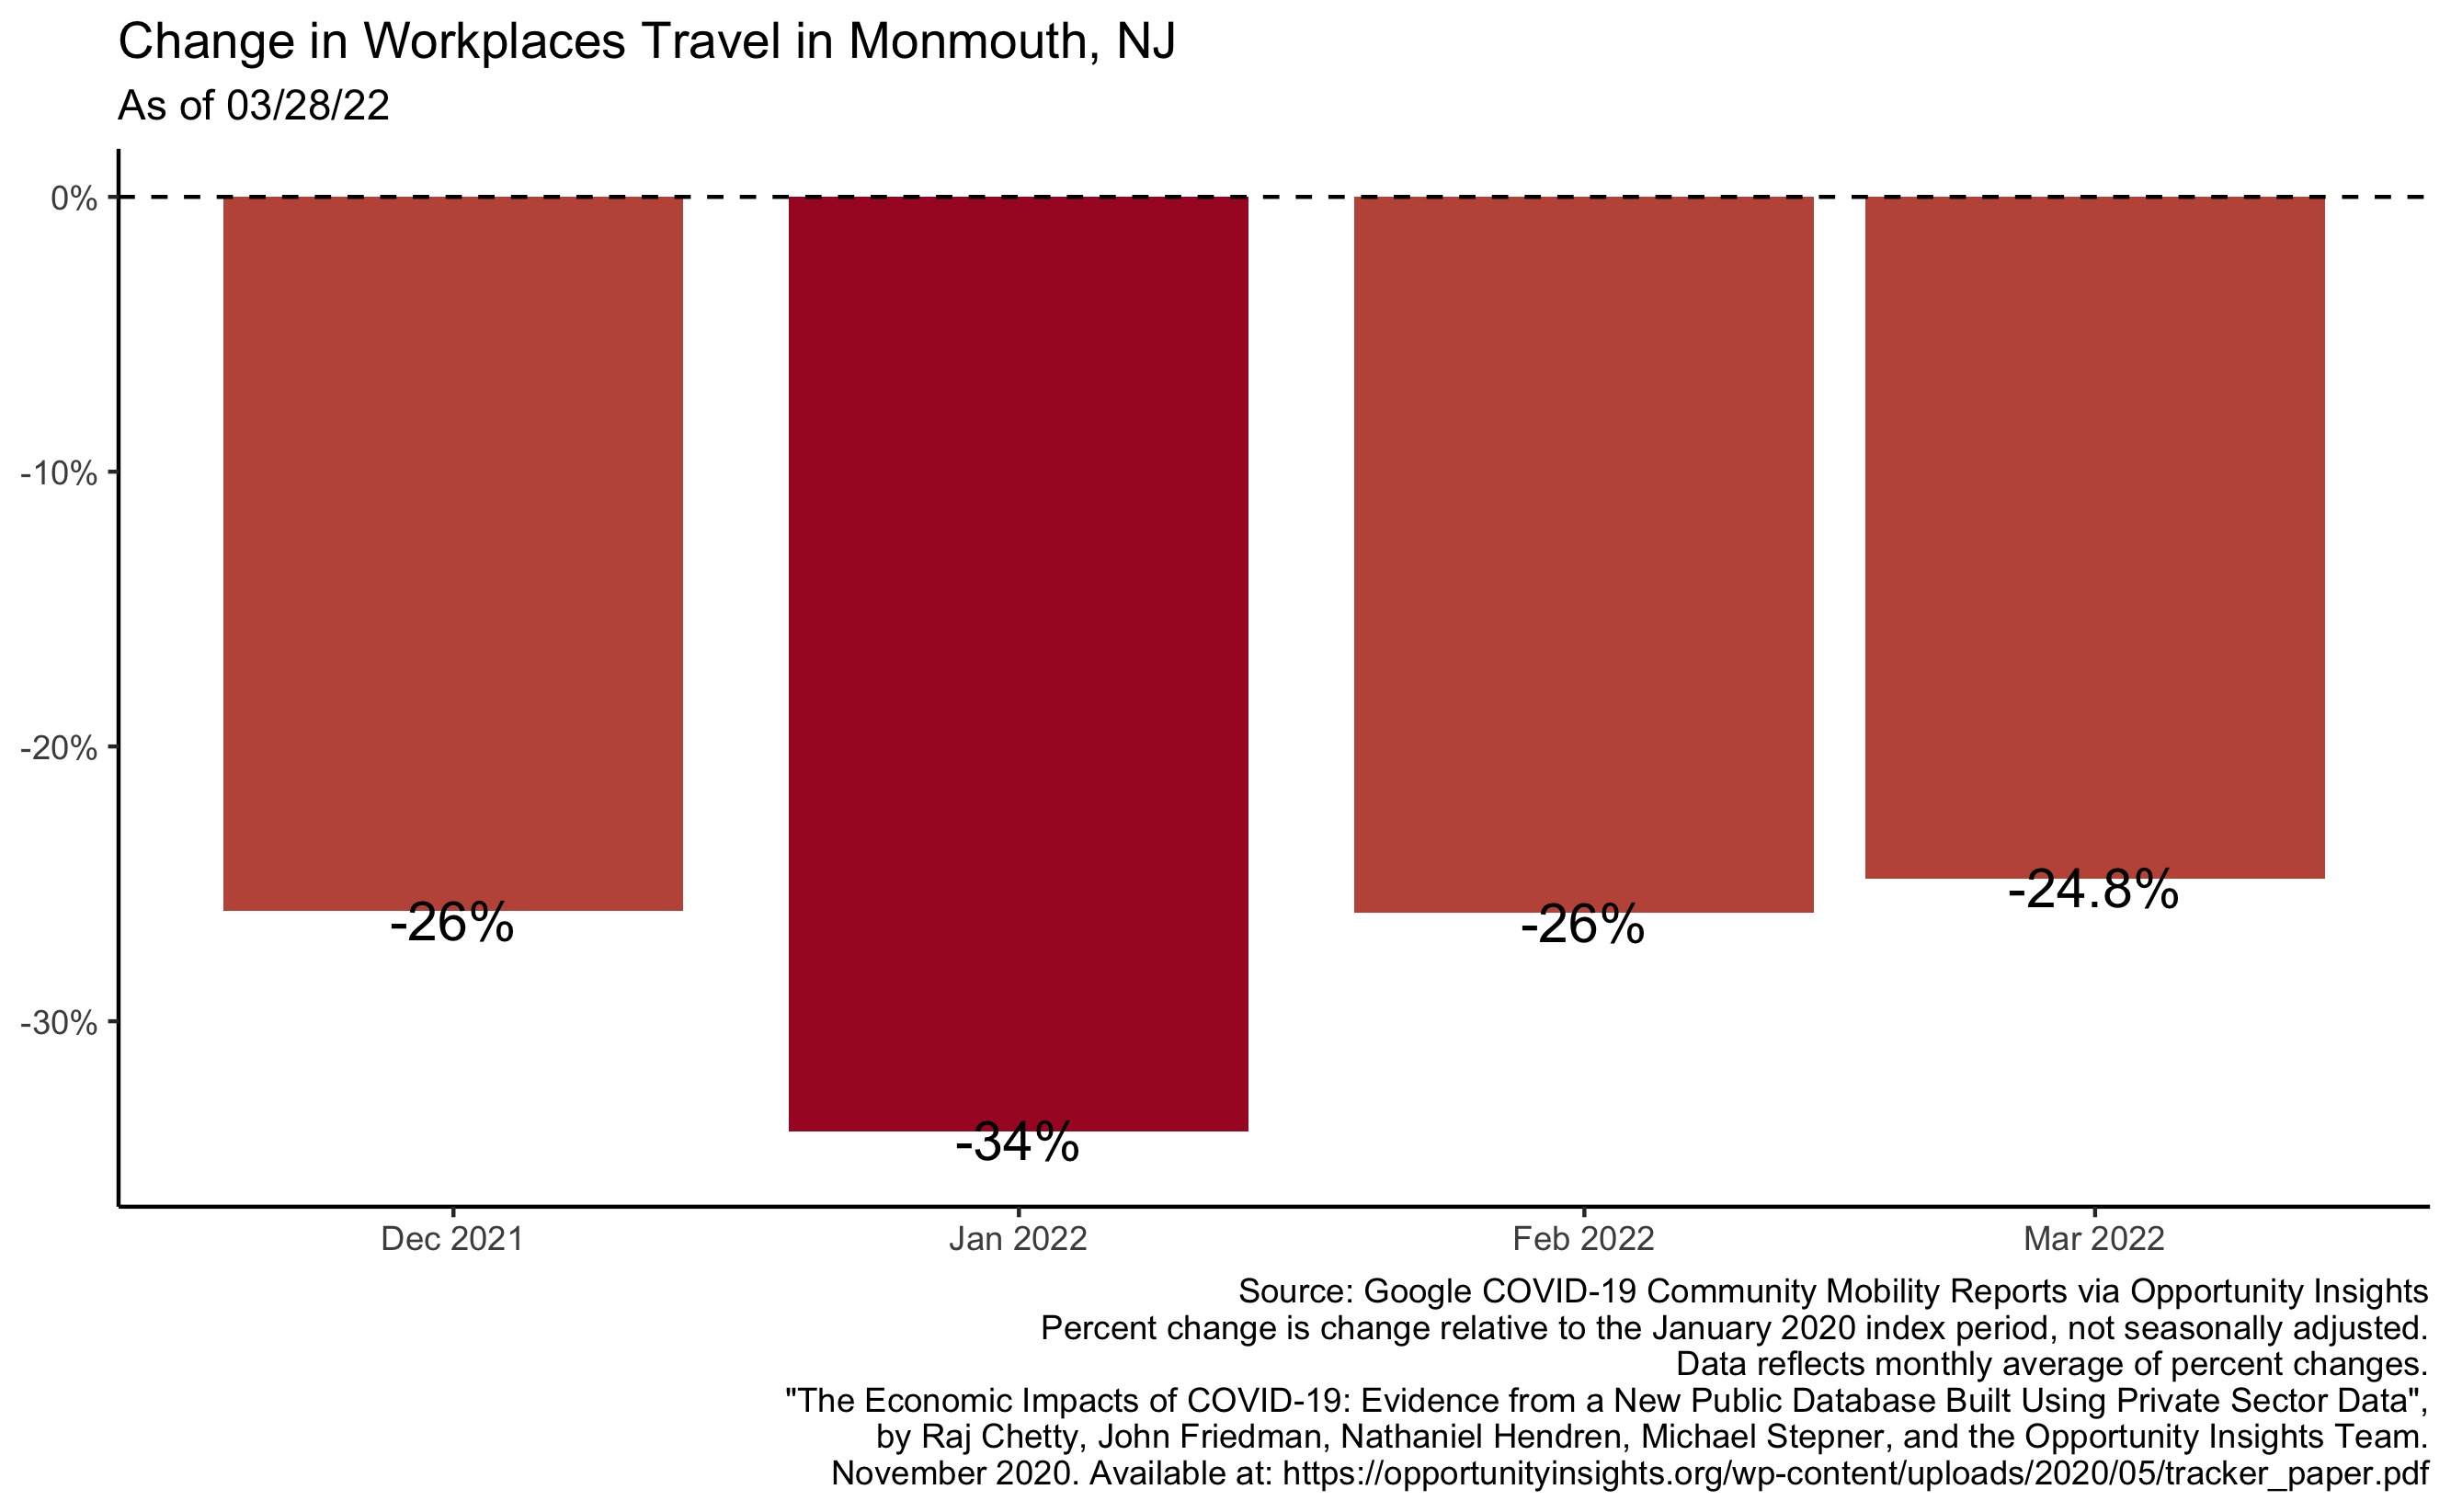 Change in Workplaces Travel in Monmouth, NJ
As of 03/28/22
0%
-10%
-20%
-30%
-26%
-34%
-26%
-24.8%
Dec 2021
Jan 2022
Feb 2022
Mar 2022
Source: Google COVID-19 Community Mobility Reports via Opportunity Insights
Percent change is change relative to the January 2020 index period, not seasonally adjusted.
Data reflects monthly average of percent changes.
"The Economic Impacts of COVID-19: Evidence from a New Public Database Built Using Private Sector Data",
by Raj Chetty, John Friedman, Nathaniel Hendren, Michael Stepner, and the Opportunity Insights Team.
November 2020. Available at: https://opportunityinsights.org/wp-content/uploads/2020/05/tracker_paper.pdf